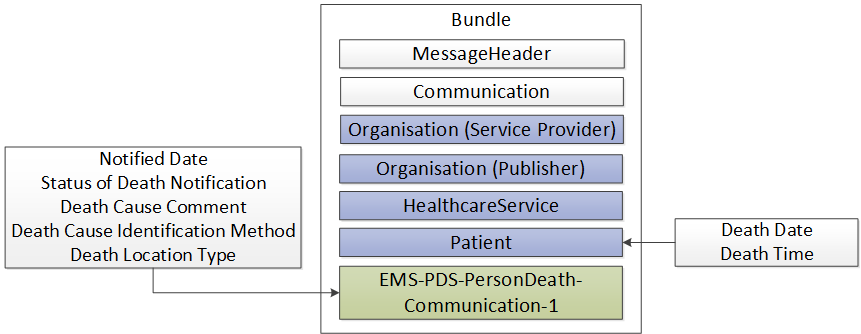 Bundle
MessageHeader
Communication
Organisation (Service Provider)
Organisation (Publisher)
HealthcareService
Patient
EMS-PDS-PersonDeath-
Communication-1
Notified Date
Status of Death Notification
Death Cause Comment
Death Cause Identification Method
Death Location Type
Death Date
Death Time